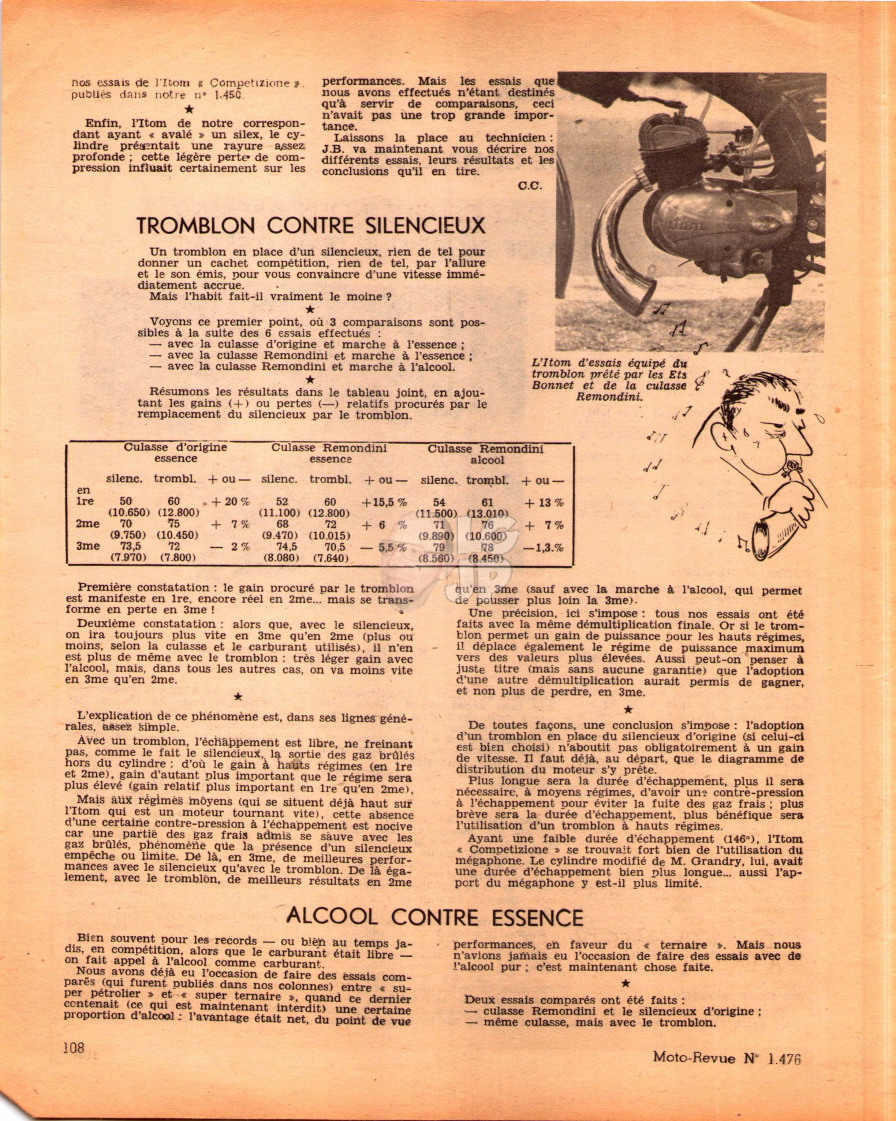 nos essais de l'Itom « Competizione »,
publiés dans notre n° 1.450.
★
Enfin, l'Itom de notre correspon-
dant ayant « avalé » un silex, le cy-
lindre présentait une rayure assez
profonde ; cette légère perte de com-
pression influait certainement sur les
performances. Mais les essais que
nous avons effectués n'étant destinés
qu'à servir de comparaisons, ceci
n'avait pas une trop grande impor-
tance.
Laissons la place au technicien :
J.B. va maintenant vous décrire nos
différents essais, leurs résultats et les
conclusions qu'il en tire.
C.C.
TROMBLON CONTRE SILENCIEUX
Un tromblon en place d'un silencieux, rien de tel pour
donner un cachet compétition, rien de tel, par l'allure
et le son émis, pour vous convaincre d'une vitesse immé-
diatement accrue.
Mais l'habit fait-il vraiment le moine ?
★
Voyons ce premier point, où 3 comparaisons sont pos-
sibles à la suite des 6 essais effectués :
— avec la culasse d'origine et marche à l'essence ;
— avec la culasse Remondini et marche à l'essence ;
— avec la culasse Remondini et marche à l'alcool.
★
Résumons les résultats dans le tableau joint, en ajou-
tant les gains (+) ou pertes (—) relatifs procurés par le
remplacement du silencieux par le tromblon.
L'Itom d'essais équipé du
tromblon prêté par les Ets
Bonnet et de la culasse
Remondini.
Culasse d'origine Culasse Remondini Culasse Remondini
essence essence alcool
silenc. trombl. + ou — silenc. trombl. + ou — silenc. trombl. + ou —
en
1re 50 60 + 20 % 52 60 +15,5 % 54 61 + 13 %
(10.650) (12.800) (11.100) (12.800) (11.500) (13.010)
2me 70 75 + 7 % 68 72 + 6 % 71 76 + 7 %
(9.750) (10.450) (9.470) (10.015) (9.890) (10.600)
3me 73,5 72 — 2 % 74,5 70,5 — 5,5 % 79 78 —1,3.%
(7.970) (7.800) (8.080) (7.640) (8.560) (8.450)
Première constatation : le gain procuré par le tromblon
est manifeste en 1re, encore réel en 2me... mais se trans-
forme en perte en 3me !
Deuxième constatation : alors que, avec le silencieux,
on ira toujours plus vite en 3me qu'en 2me (plus ou
moins, selon la culasse et le carburant utilisés), il n'en
est plus de même avec le tromblon : très léger gain avec
l'alcool, mais, dans tous les autres cas, on va moins vite
en 3me qu'en 2me.
★
L'explication de ce phénomène est, dans ses lignes géné-
rales, assez simple.
Avec un tromblon, l'échappement est libre, ne freinant
pas, comme le fait le silencieux, la sortie des gaz brûlés
hors du cylindre : d'où le gain à hauts régimes (en 1re
et 2me), gain d'autant plus important que le régime sera
plus élevé (gain relatif plus important en 1re qu'en 2me),
Mais aux régimes moyens (qui se situent déjà haut sur
l'Itom qui est un moteur tournant vite), cette absence
d'une certaine contre-pression à l'échappement est nocive
car une partie des gaz frais admis se sauve avec les
gaz brûlés, phénomène que la présence d'un silencieux
empêche ou limite. De là, en 3me, de meilleures perfor-
mances avec le silencieux qu'avec le tromblon. De là éga-
lement, avec le tromblon, de meilleurs résultats en 2me
qu'en 3me (sauf avec la marche à l'alcool, qui permet
de pousser plus loin la 3me).
Une précision, ici s'impose : tous nos essais ont été
faits avec la même démultiplication finale. Or si le trom-
blon permet un gain de puissance pour les hauts régimes,
il déplace également le régime de puissance maximum
vers des valeurs plus élevées. Aussi peut-on penser à
juste titre (mais sans aucune garantie) que l'adoption
d'une autre démultiplication aurait permis de gagner,
et non plus de perdre, en 3me.
★
De toutes façons, une conclusion s'impose : l'adoption
d'un tromblon en place du silencieux d'origine (si celui-ci
est bien choisi) n'aboutit pas obligatoirement à un gain
de vitesse. Il faut déjà, au départ, que le diagramme de
distribution du moteur s'y prête.
Plus longue sera la durée d'échappement, plus il sera
nécessaire, à moyens régimes, d'avoir une contre-pression
à l'échappement pour éviter la fuite des gaz frais ; plus
brève sera la durée d'échappement, plus bénéfique sera
l'utilisation d'un tromblon à hauts régimes.
Ayant une faible durée d'échappement (146°), l'Itom
« Competizione » se trouvait fort bien de l'utilisation du
mégaphone. Le cylindre modifié de M. Grandry, lui, avait
une durée d'échappement bien plus longue... aussi l'ap-
port du mégaphone y est-il plus limité.
ALCOOL CONTRE ESSENCE
Bien souvent pour les records — ou bien au temps ja-
dis, en compétition, alors que le carburant était libre —
on fait appel à l'alcool comme carburant.
Nous avons déjà eu l'occasion de faire des essais com-
parés (qui furent publiés dans nos colonnes) entre « su-
per pétrolier » et « super ternaire », quand ce dernier
contenait (ce qui est maintenant interdit) une certaine
proportion d'alcool : l'avantage était net, du point de vue
performances, en faveur du « ternaire ». Mais nous
n'avions jamais eu l'occasion de faire des essais avec de
l'alcool pur ; c'est maintenant chose faite.
★
Deux essais comparés ont été faits :
— culasse Remondini et le silencieux d'origine ;
— même culasse, mais avec le tromblon.
108
Moto-Revue N° 1.476